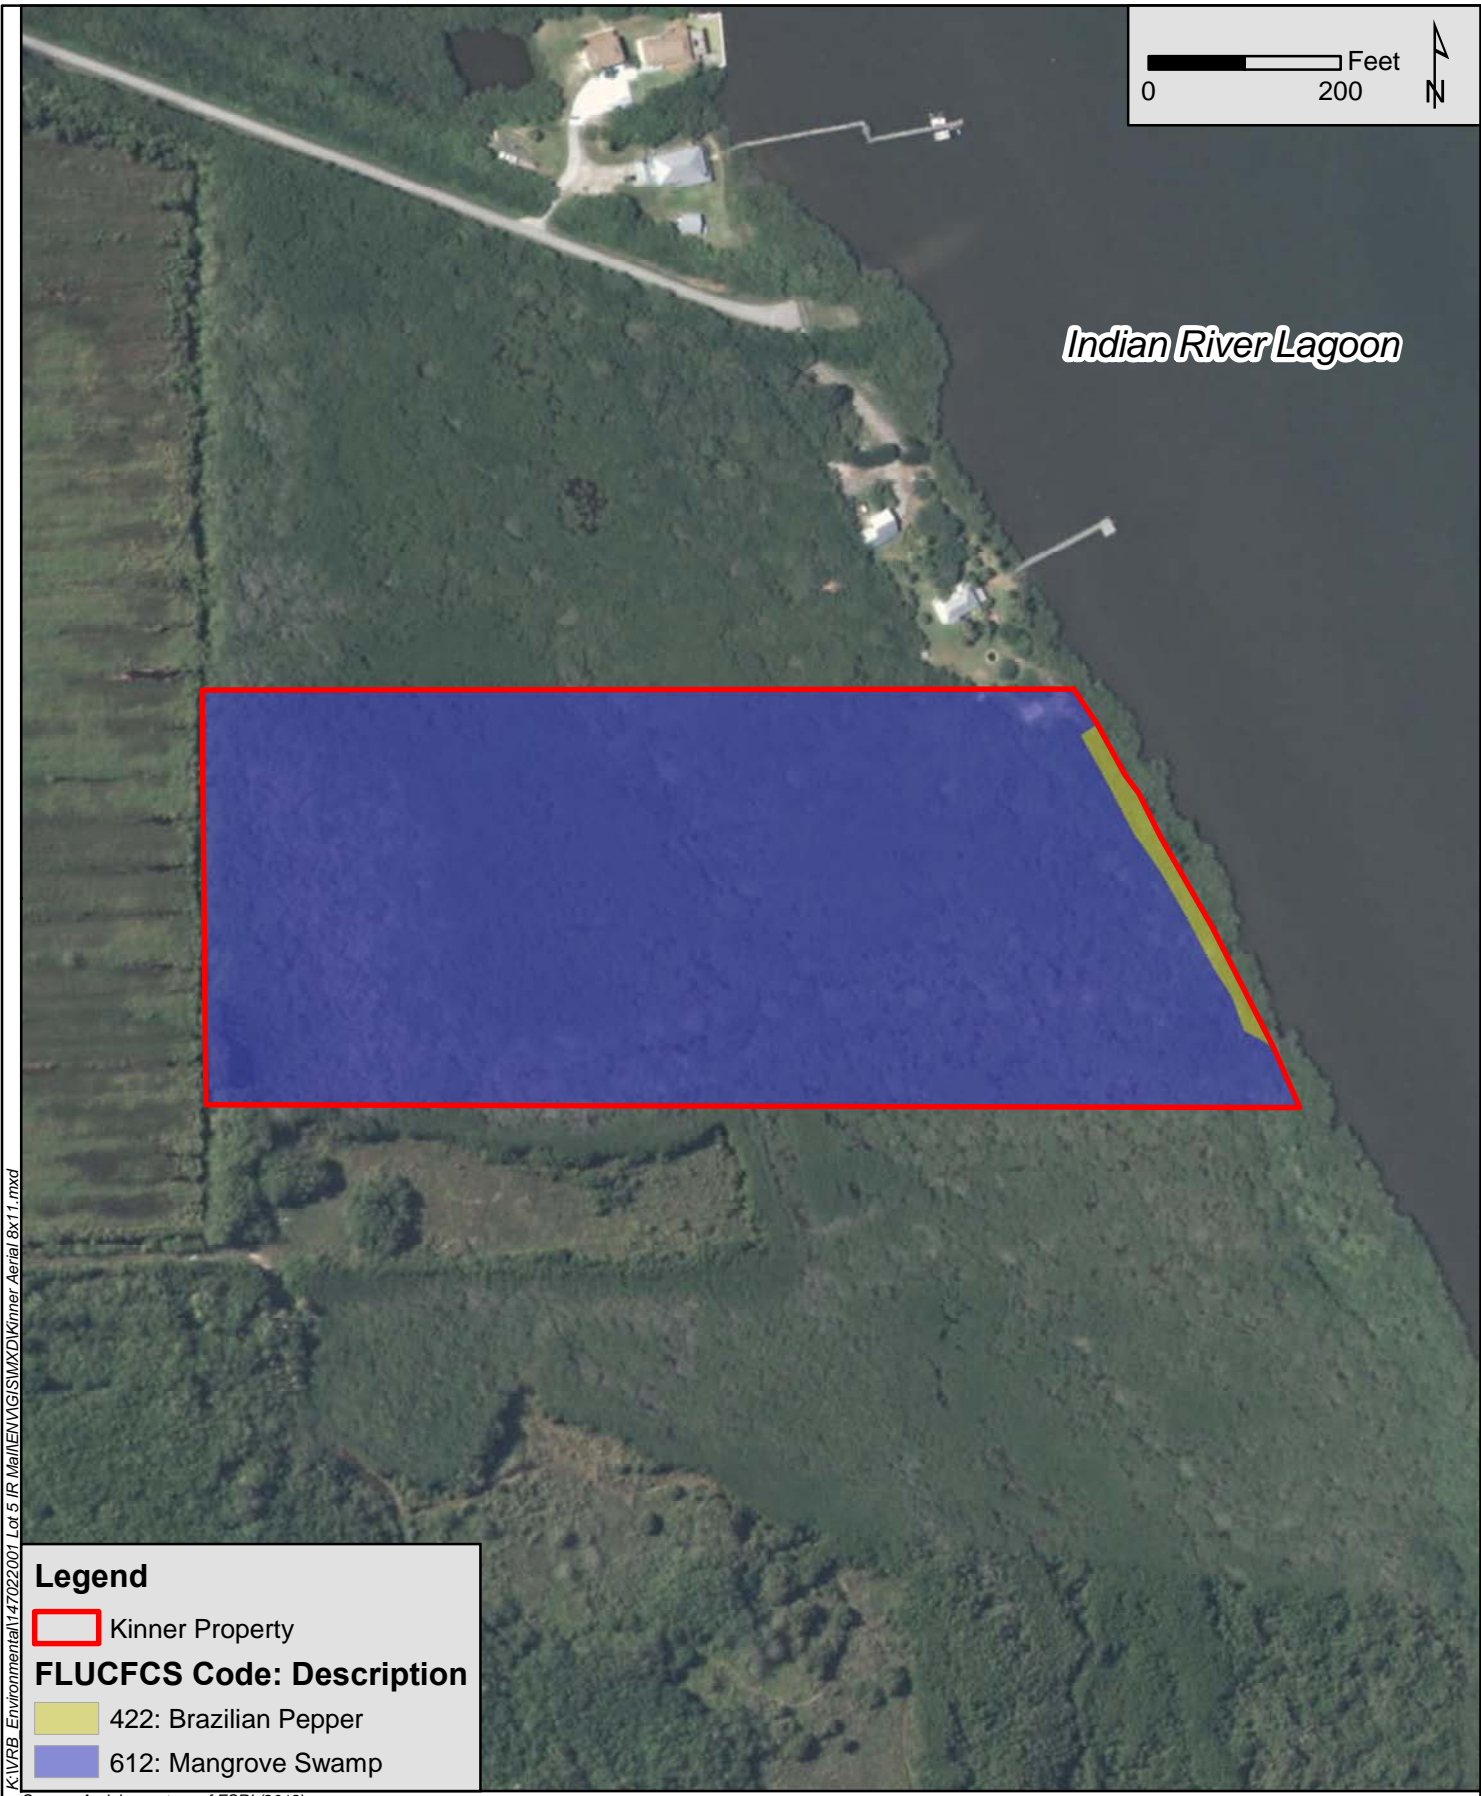 Feet
0 200
N
Indian River Lagoon
K:\VRB_Environmental\147022001 Lot 5 IR Mall\ENV\GIS\MXD\Kinner Aerial 8x11.mxd
Legend
Kinner Property
FLUCFCS Code: Description
422: Brazilian Pepper
612: Mangrove Swamp